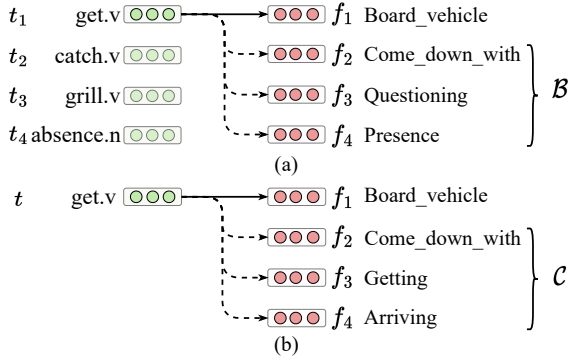 t₁ get.v f₁ Board_vehicle
t₂ catch.v f₂ Come_down_with
t₃ grill.v f₃ Questioning
t₄ absence.n f₄ Presence
ℬ
(a)
t get.v f₁ Board_vehicle
f₂ Come_down_with
f₃ Getting
f₄ Arriving
𝒞
(b)